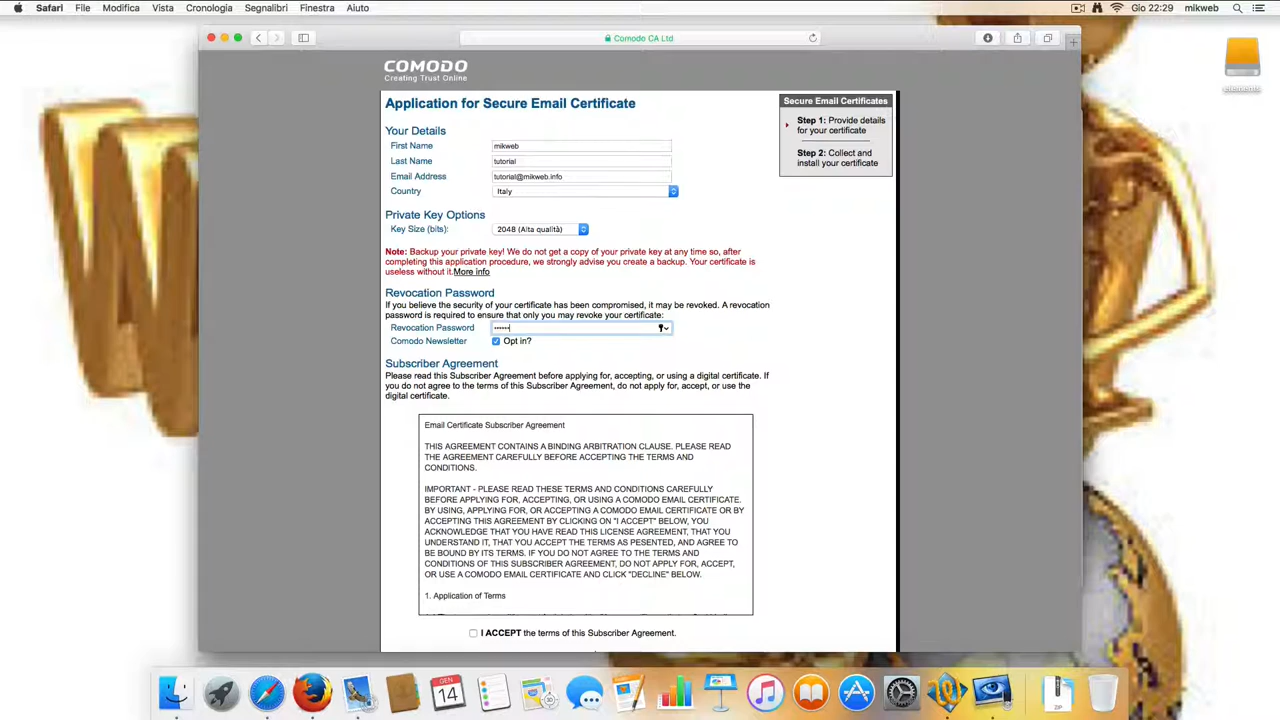 Safari File Modifica Vista Cronologia Segnalibri Finestra Aiuto Gio 22:29 mikweb
Comodo CA Ltd
COMODO
Creating Trust Online
elements
Application for Secure Email Certificate
Secure Email Certificates
Step 1: Provide details
for your certificate
Step 2: Collect and
install your certificate
Your Details
First Name mikweb
Last Name tutorial
Email Address tutorial@mikweb.info
Country Italy
Private Key Options
Key Size (bits): 2048 (Alta qualità)
Note: Backup your private key! We do not get a copy of your private key at any time so, after
completing this application procedure, we strongly advise you create a backup. Your certificate is
useless without it.More info
Revocation Password
If you believe the security of your certificate has been compromised, it may be revoked. A revocation
password is required to ensure that only you may revoke your certificate:
Revocation Password ••••••
Comodo Newsletter Opt in?
Subscriber Agreement
Please read this Subscriber Agreement before applying for, accepting, or using a digital certificate. If
you do not agree to the terms of this Subscriber Agreement, do not apply for, accept, or use the
digital certificate.
Email Certificate Subscriber Agreement
THIS AGREEMENT CONTAINS A BINDING ARBITRATION CLAUSE. PLEASE READ
THE AGREEMENT CAREFULLY BEFORE ACCEPTING THE TERMS AND
CONDITIONS.
IMPORTANT - PLEASE READ THESE TERMS AND CONDITIONS CAREFULLY
BEFORE APPLYING FOR, ACCEPTING, OR USING A COMODO EMAIL CERTIFICATE.
BY USING, APPLYING FOR, OR ACCEPTING A COMODO EMAIL CERTIFICATE OR BY
ACCEPTING THIS AGREEMENT BY CLICKING ON "I ACCEPT" BELOW, YOU
ACKNOWLEDGE THAT YOU HAVE READ THIS LICENSE AGREEMENT, THAT YOU
UNDERSTAND IT, THAT YOU ACCEPT THE TERMS AS PESENTED, AND AGREE TO
BE BOUND BY ITS TERMS. IF YOU DO NOT AGREE TO THE TERMS AND
CONDITIONS OF THIS SUBSCRIBER AGREEMENT, DO NOT APPLY FOR, ACCEPT,
OR USE A COMODO EMAIL CERTIFICATE AND CLICK "DECLINE" BELOW.
1. Application of Terms
I ACCEPT the terms of this Subscriber Agreement.
GEN
14
ZIP